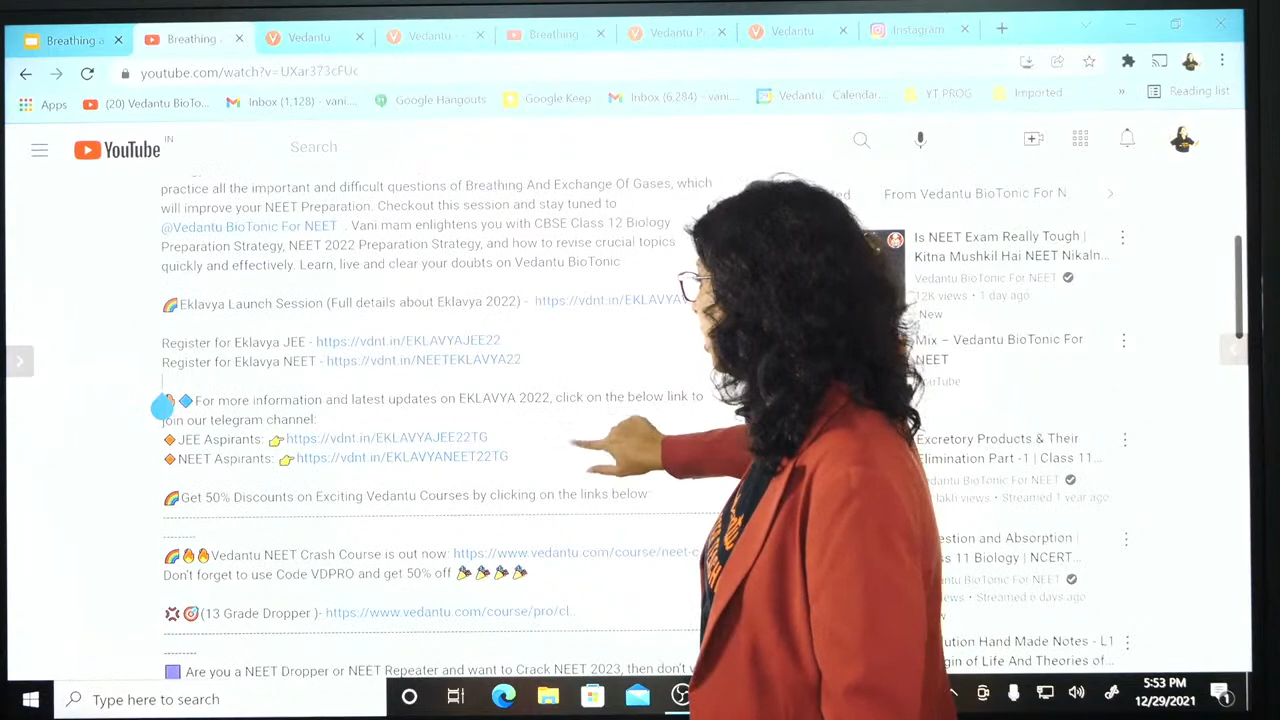 Breathing a
Breathing
Vedantu
Vedantu
Breathing
Vedantu P
Vedantu
Instagram
youtube.com/watch?v=UXar373cFUc
Apps
(20) Vedantu BioTo...
Inbox (1,128) - vani....
Google Hangouts
Google Keep
Inbox (6,284) - vani....
Vedantu. Calendar...
YT PROG
Imported
»
Reading list
YouTube IN
Search
practice all the important and difficult questions of Breathing And Exchange Of Gases, which
will improve your NEET Preparation. Checkout this session and stay tuned to
@Vedantu BioTonic For NEET . Vani mam enlightens you with CBSE Class 12 Biology
Preparation Strategy, NEET 2022 Preparation Strategy, and how to revise crucial topics
quickly and effectively. Learn, live and clear your doubts on Vedantu BioTonic
🌈Eklavya Launch Session (Full details about Eklavya 2022) - https://vdnt.in/EKLAVYA
Register for Eklavya JEE - https://vdnt.in/EKLAVYAJEE22
Register for Eklavya NEET - https://vdnt.in/NEETEKLAVYA22
🔷For more information and latest updates on EKLAVYA 2022, click on the below link to
join our telegram channel:
🔶JEE Aspirants: 👉https://vdnt.in/EKLAVYAJEE22TG
🔶NEET Aspirants: 👉https://vdnt.in/EKLAVYANEET22TG
🌈Get 50% Discounts on Exciting Vedantu Courses by clicking on the links below
🌈🔥🔥Vedantu NEET Crash Course is out now: https://www.vedantu.com/course/neet-c
Don't forget to use Code VDPRO and get 50% off 🎉🎉🎉🎉
💢🎯(13 Grade Dropper )- https://www.vedantu.com/course/pro/cl..
🟪 Are you a NEET Dropper or NEET Repeater and want to Crack NEET 2023, then don't
From Vedantu BioTonic For N
Is NEET Exam Really Tough |
Kitna Mushkil Hai NEET Nikaln...
Vedantu BioTonic For NEET
12K views • 1 day ago
New
Mix – Vedantu BioTonic For
NEET
YouTube
Excretory Products & Their
Elimination Part -1 | Class 11...
Vedantu BioTonic For NEET
lakh views • Streamed 1 year ago
estion and Absorption |
ss 11 Biology | NCERT...
antu BioTonic For NEET
views • Streamed 6 days ago
lution Hand Made Notes - L1
gin of Life And Theories of...
Type here to search
5:53 PM
12/29/2021
1